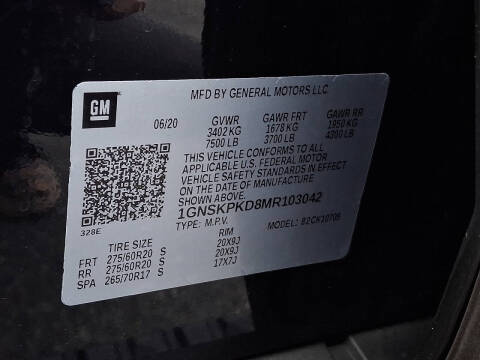 GM
MFD BY GENERAL MOTORS LLC
06/20 GVWR GAWR FRT GAWR RR
3402 KG 1678 KG 1950 KG
7500 LB 3700 LB 4300 LB
THIS VEHICLE CONFORMS TO ALL
APPLICABLE U.S. FEDERAL MOTOR
VEHICLE SAFETY STANDARDS IN EFFECT
ON THE DATE OF MANUFACTURE SHOWN ABOVE.
1GNSKPKD8MR103042
TYPE: M.P.V. MODEL: 82CK10706
328E
TIRE SIZE RIM
FRT 275/60R20 S 20X9J
RR 275/60R20 S 20X9J
SPA 265/70R17 S 17X7J